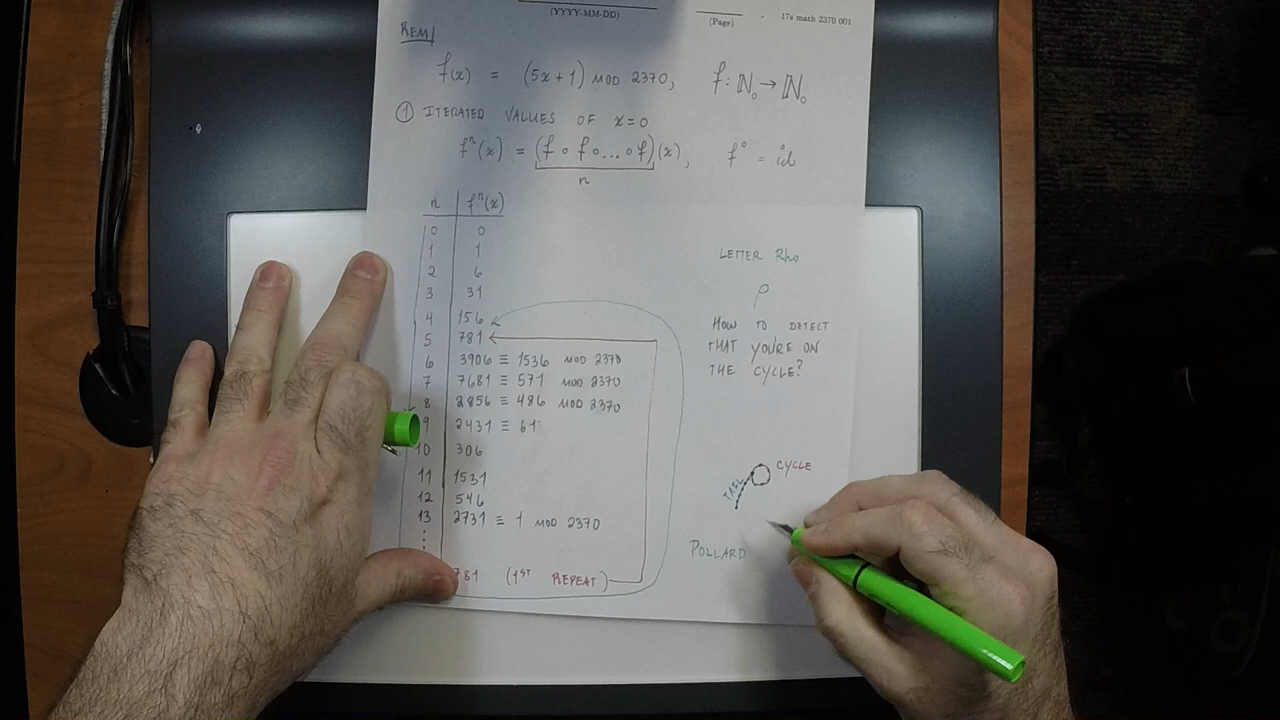 (YYYY-MM-DD)
(Page)
17s math 2370 001
REM/
f(x) = (5x+1) MOD 2370, f: ℕ₀ → ℕ₀
① ITERATED VALUES OF x=0
fⁿ(x) = (f ∘ f ∘ ... ∘ f)(x), f⁰ = id
n
n fⁿ(x)
0 0
1 1
2 6
3 31
4 156
5 781
6 3906 ≡ 1536 MOD 2370
7 7681 ≡ 571 MOD 2370
8 2856 ≡ 486 MOD 2370
9 2431 ≡ 61
10 306
11 1531
12 546
13 2731 ≡ 1 MOD 2370
⋮
781 (1ST REPEAT)
LETTER Rho
ρ
HOW TO DETECT
THAT YOU'RE ON
THE CYCLE?
CYCLE
TAIL
POLLARD